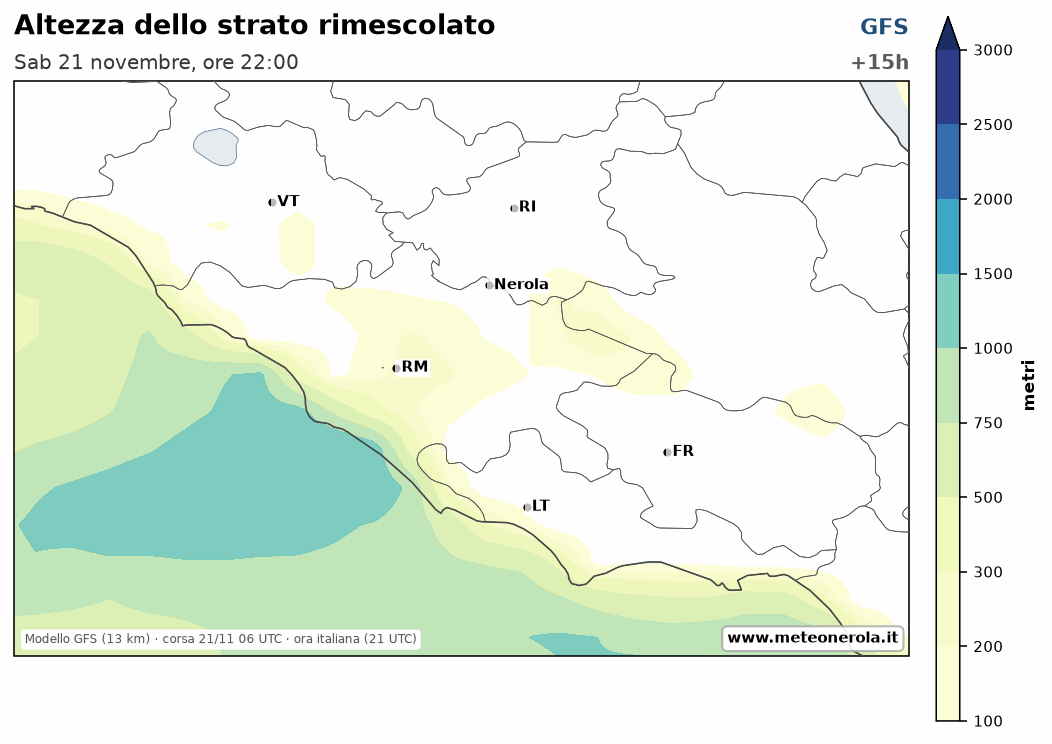 Altezza dello strato rimescolato
GFS
Sab 21 novembre, ore 22:00
+15h
3000
2500
2000
1500
1000
750
500
300
200
100
metri
VT
RI
Nerola
RM
FR
LT
Modello GFS (13 km) · corsa 21/11 06 UTC · ora italiana (21 UTC)
www.meteonerola.it